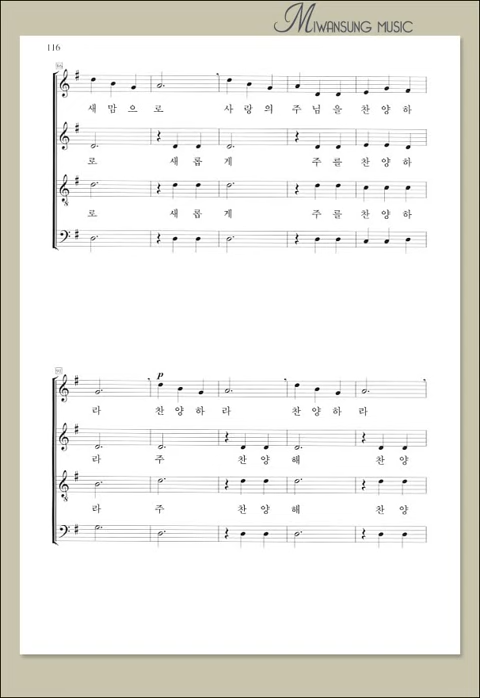 MIWANSUNG MUSIC
116
새 맘 으 로 사 랑 의 주 님 을 찬 양 하
로 새 롭 게 주 를 찬 양 하
로 새 롭 게 주 를 찬 양 하
p
라 찬 양 하 라 찬 양 하 라
라 주 찬 양 해 찬 양
라 주 찬 양 해 찬 양